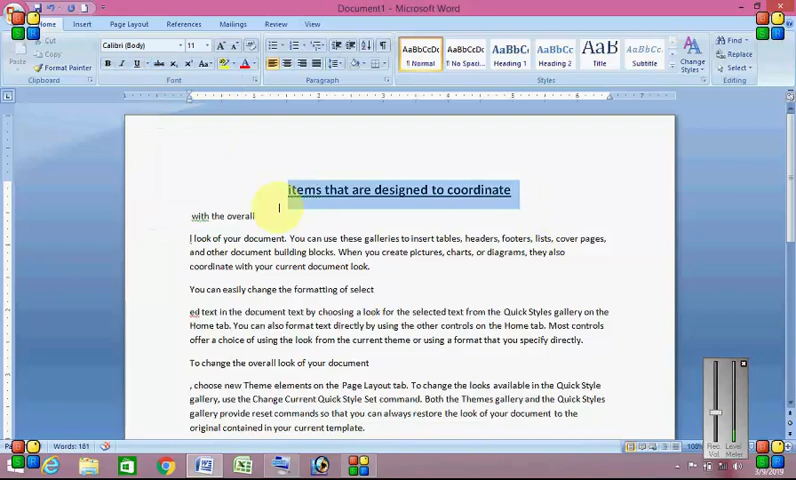 Document1 - Microsoft Word
Home Insert Page Layout References Mailings Review View
Cut
Copy
Paste
Format Painter
Calibri (Body) 11
AaBbCcDc AaBbCcDc AaBbC AaBbCc AaB AaBbCc.
¶ Normal ¶ No Spaci... Heading 1 Heading 2 Title Subtitle
Change Styles
Find
Replace
Select
Clipboard Font Paragraph Styles Editing
items that are designed to coordinate
with the overall
l look of your document. You can use these galleries to insert tables, headers, footers, lists, cover pages,
and other document building blocks. When you create pictures, charts, or diagrams, they also
coordinate with your current document look.
You can easily change the formatting of select
ed text in the document text by choosing a look for the selected text from the Quick Styles gallery on the
Home tab. You can also format text directly by using the other controls on the Home tab. Most controls
offer a choice of using the look from the current theme or using a format that you specify directly.
To change the overall look of your document
, choose new Theme elements on the Page Layout tab. To change the looks available in the Quick Style
gallery, use the Change Current Quick Style Set command. Both the Themes gallery and the Quick Styles
gallery provide reset commands so that you can always restore the look of your document to the
original contained in your current template.
Rec Vol Level Meter
Words: 181
100%
3/9/2019